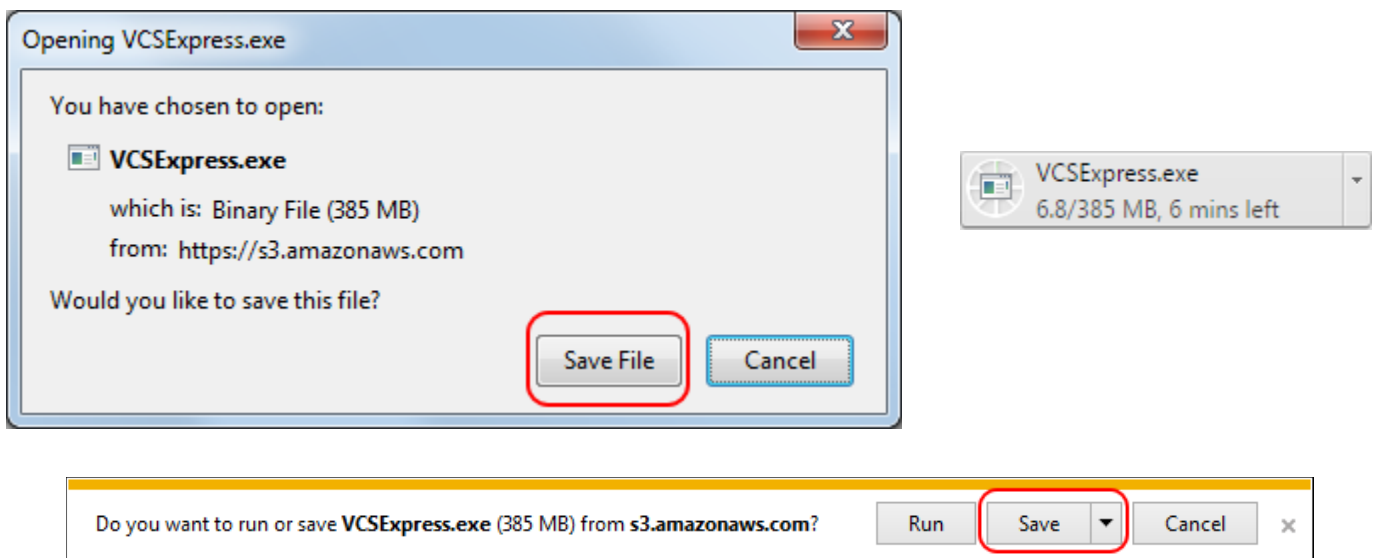 Opening VCSExpress.exe
x
You have chosen to open:
VCSExpress.exe
which is: Binary File (385 MB)
from: https://s3.amazonaws.com
Would you like to save this file?
Save File Cancel
VCSExpress.exe
6.8/385 MB, 6 mins left
Do you want to run or save VCSExpress.exe (385 MB) from s3.amazonaws.com? Run Save Cancel ×